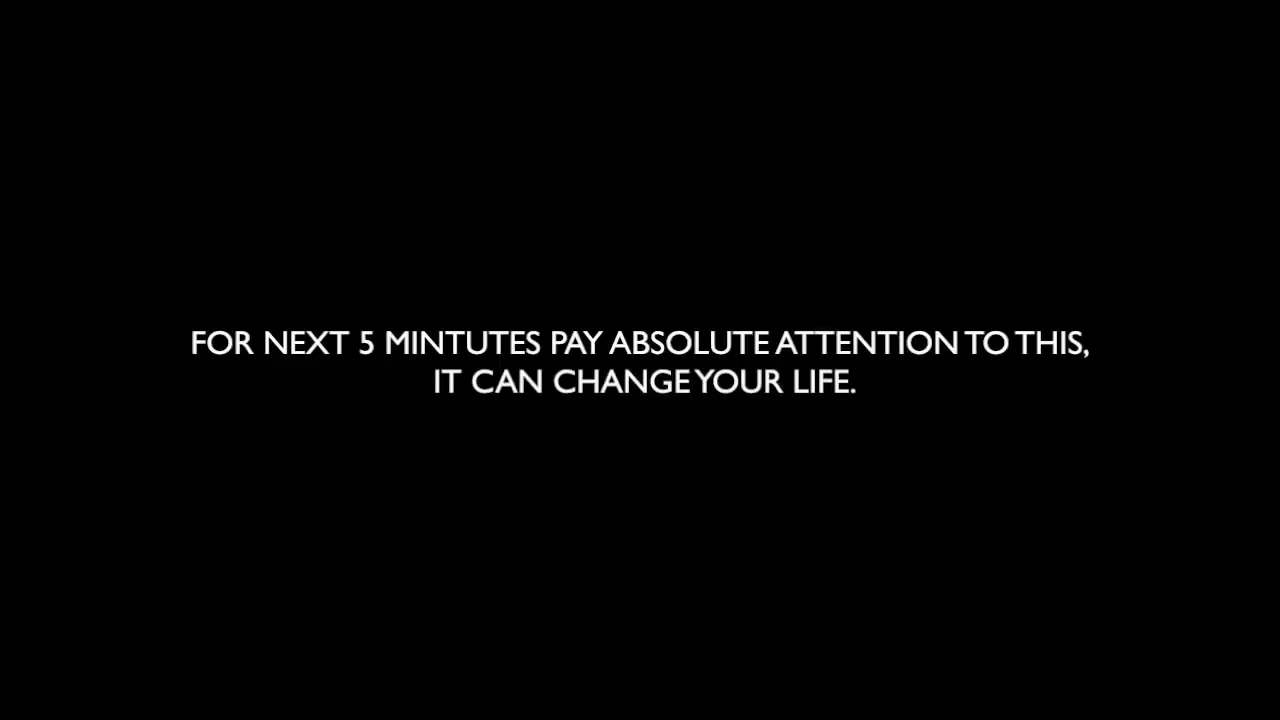 FOR NEXT 5 MINTUTES PAY ABSOLUTE ATTENTION TO THIS,
IT CAN CHANGE YOUR LIFE.